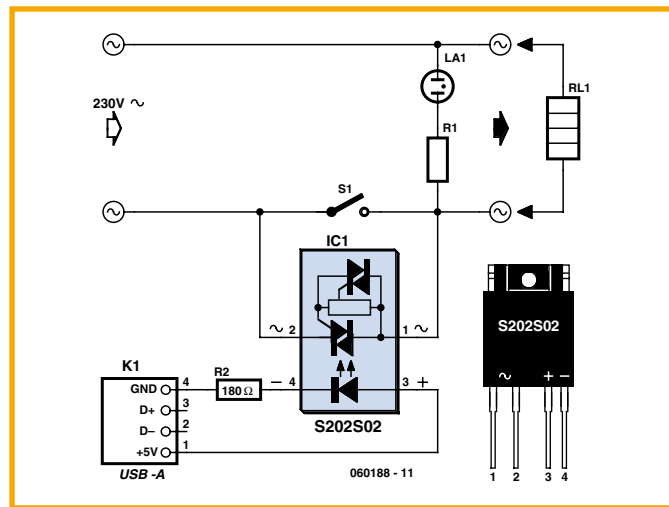 LA1
230V ~
RL1
R1
S1
IC1
~ 2
1 ~
S202S02
~ + −
K1
R2
GND
4
180Ω
− 4
3 +
D+
3
D−
2
+5V
1
S202S02
USB -A
060188 - 11
1 2 3 4